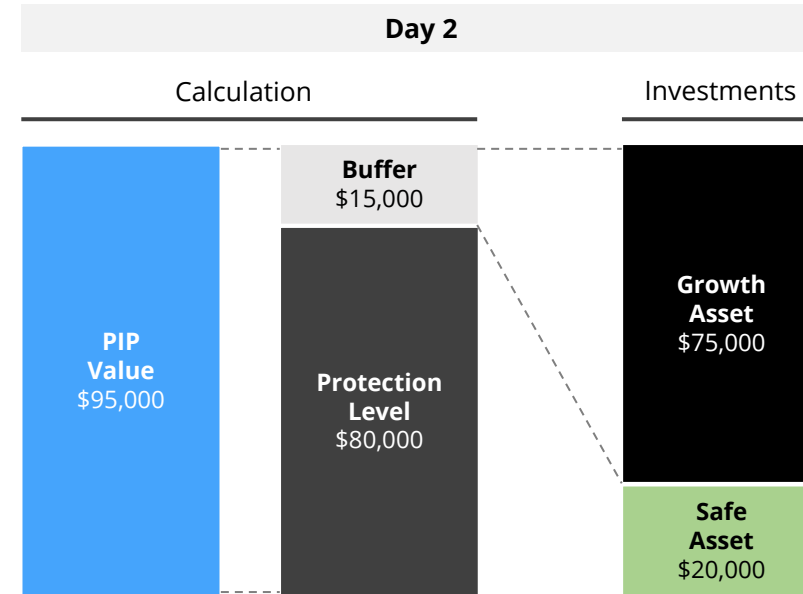 Day 2
Calculation
Investments
PIP
Value
$95,000
Buffer
$15,000
Protection
Level
$80,000
Growth
Asset
$75,000
Safe
Asset
$20,000